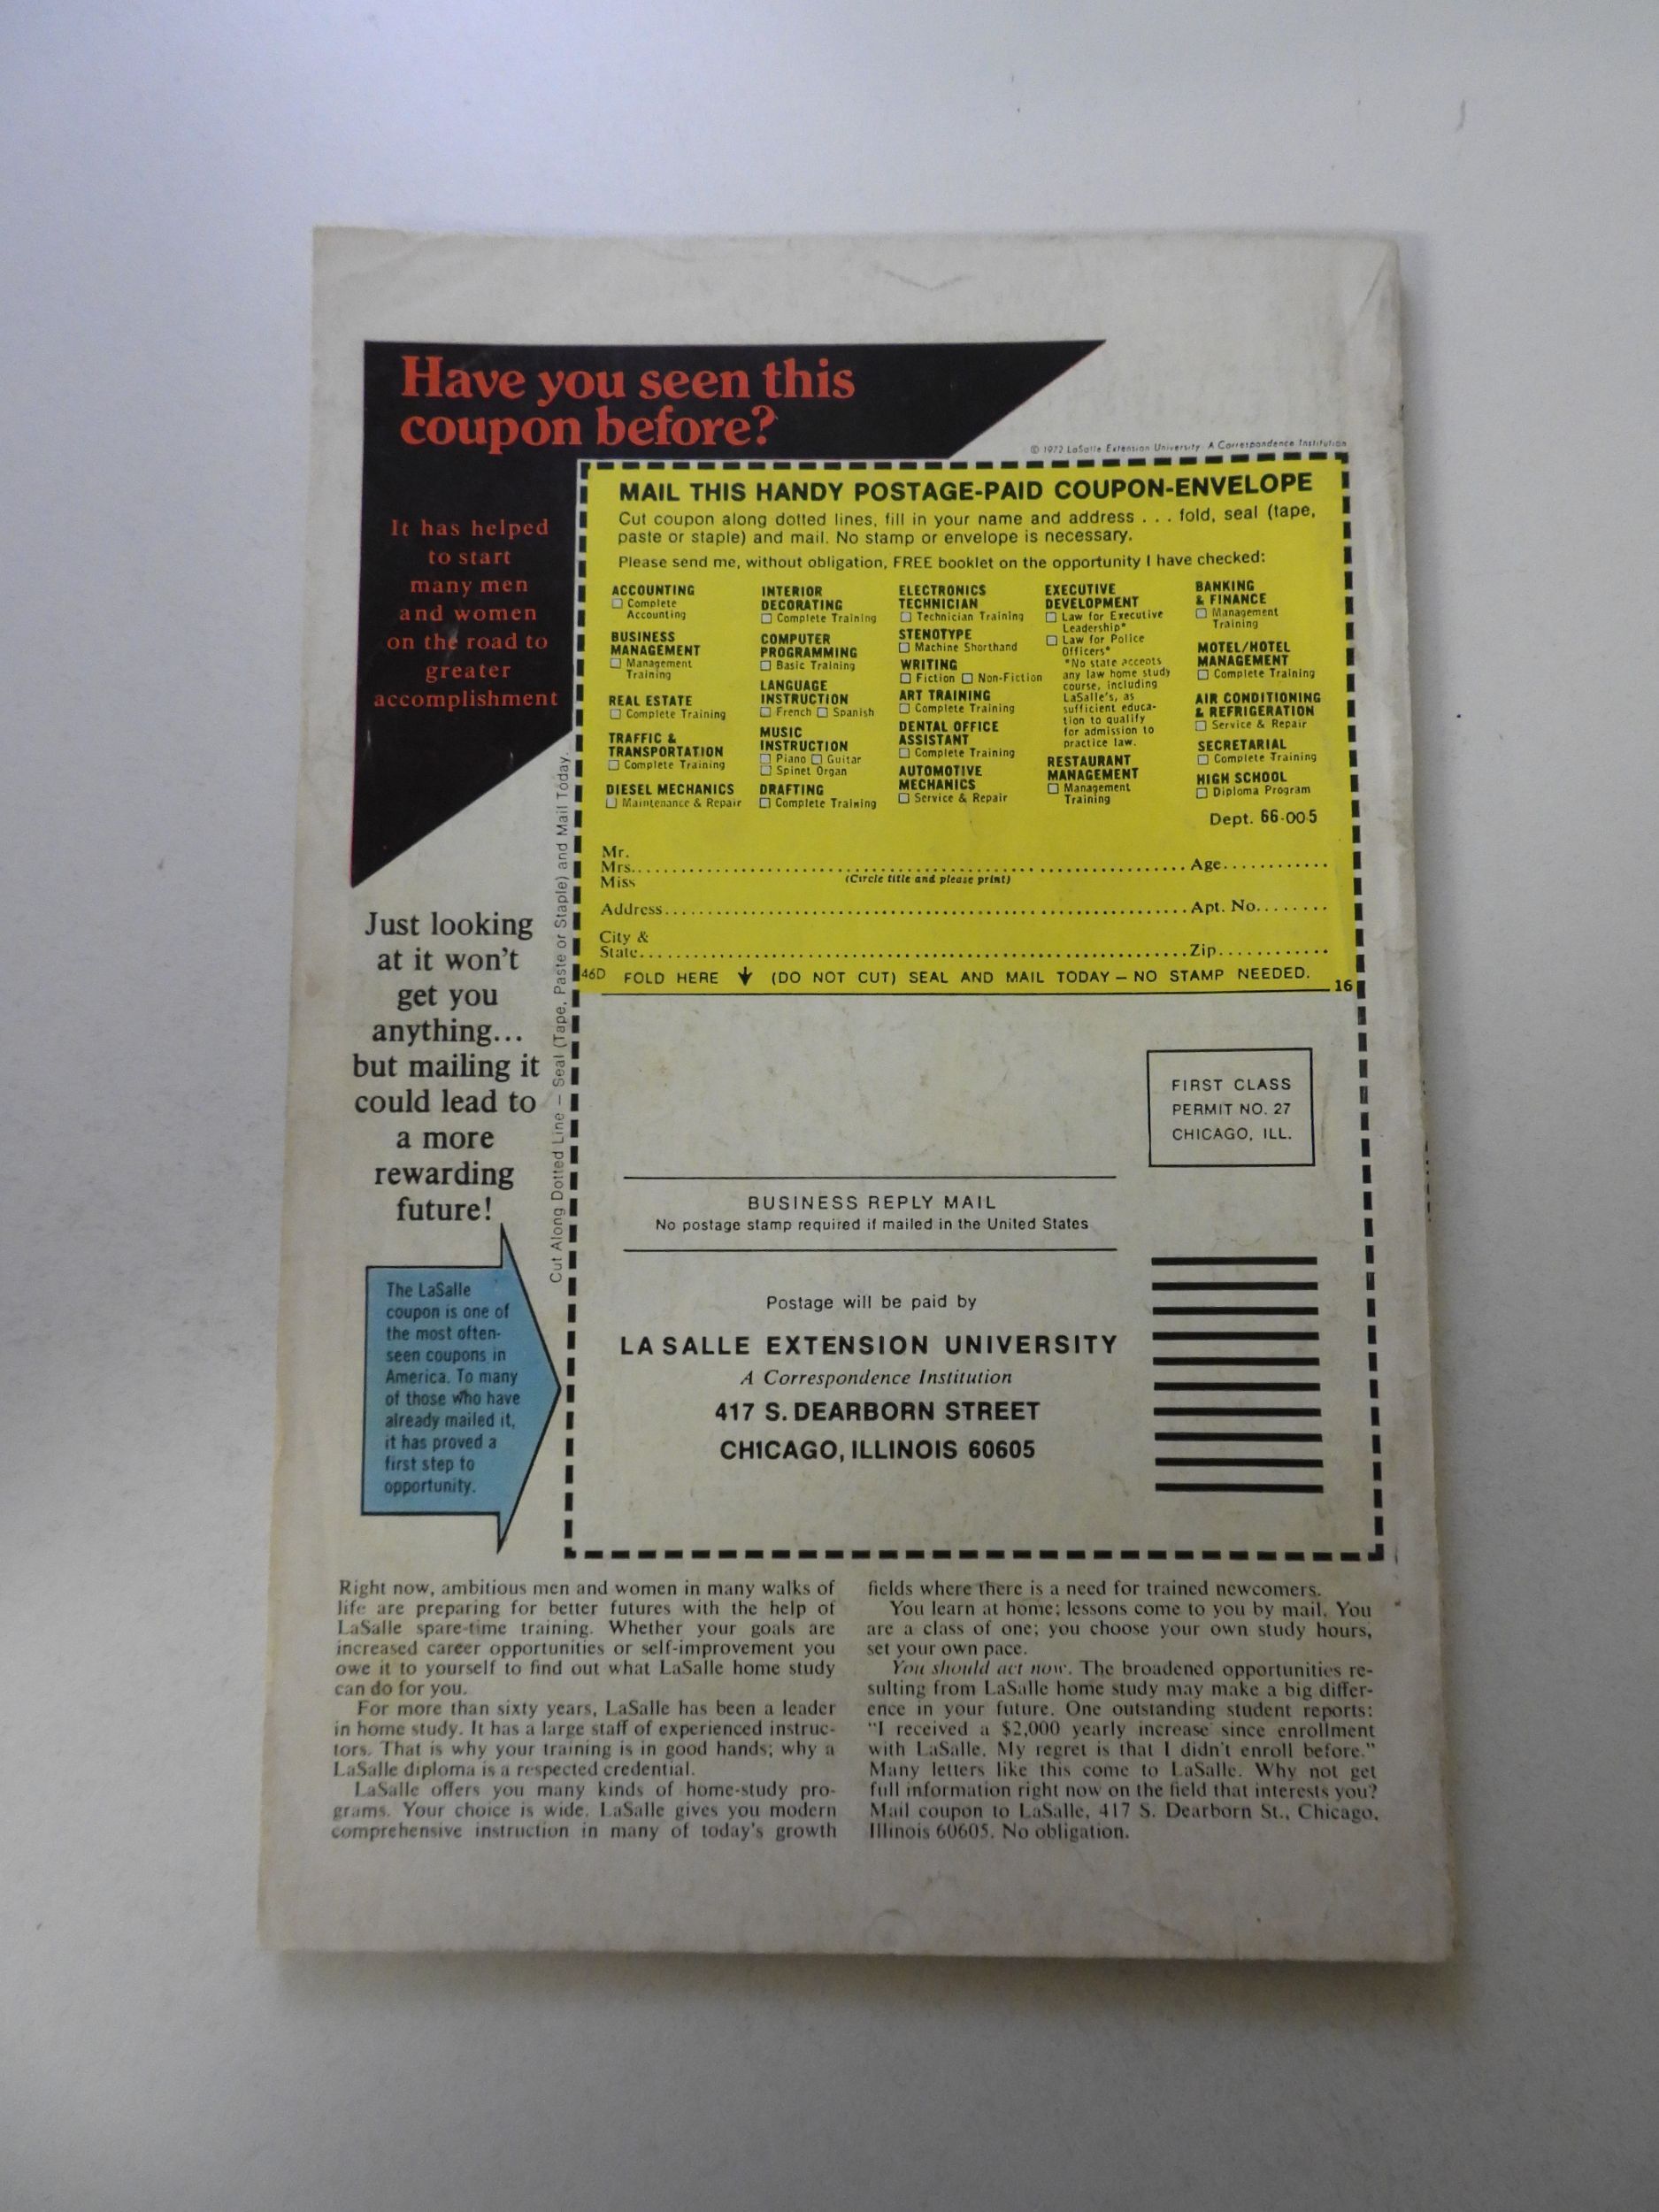 Have you seen this
coupon before?
It has helped
to start
many men
and women
on the road to
greater
accomplishment
Just looking
at it won't
get you
anything...
but mailing it
could lead to
a more
rewarding
future!
The LaSalle
coupon is one of
the most often-
seen coupons in
America. To many
of those who have
already mailed it,
it has proved a
first step to
opportunity.
Cut Along Dotted Line – Seal (Tape, Paste or Staple) and Mail Today.
© 1972 LaSalle Extension University. A Correspondence Institution
MAIL THIS HANDY POSTAGE-PAID COUPON-ENVELOPE
Cut coupon along dotted lines, fill in your name and address . . . fold, seal (tape,
paste or staple) and mail. No stamp or envelope is necessary.
Please send me, without obligation, FREE booklet on the opportunity I have checked:
ACCOUNTING
☐ Complete
Accounting
BUSINESS
MANAGEMENT
☐ Management
Training
REAL ESTATE
☐ Complete Training
TRAFFIC &
TRANSPORTATION
☐ Complete Training
DIESEL MECHANICS
☐ Maintenance & Repair
INTERIOR
DECORATING
☐ Complete Training
COMPUTER
PROGRAMMING
☐ Basic Training
LANGUAGE
INSTRUCTION
☐ French ☐ Spanish
MUSIC
INSTRUCTION
☐ Piano ☐ Guitar
☐ Spinet Organ
DRAFTING
☐ Complete Training
ELECTRONICS
TECHNICIAN
☐ Technician Training
STENOTYPE
☐ Machine Shorthand
WRITING
☐ Fiction ☐ Non-Fiction
ART TRAINING
☐ Complete Training
DENTAL OFFICE
ASSISTANT
☐ Complete Training
AUTOMOTIVE
MECHANICS
☐ Service & Repair
EXECUTIVE
DEVELOPMENT
☐ Law for Executive
Leadership*
☐ Law for Police
Officers*
*No state accepts
any law home study
course, including
LaSalle's, as
sufficient educa-
tion to qualify
for admission to
practice law.
RESTAURANT
MANAGEMENT
☐ Management
Training
BANKING
& FINANCE
☐ Management
Training
MOTEL/HOTEL
MANAGEMENT
☐ Complete Training
AIR CONDITIONING
& REFRIGERATION
☐ Service & Repair
SECRETARIAL
☐ Complete Training
HIGH SCHOOL
☐ Diploma Program
Dept. 66-005
Mr.
Mrs. Age
Miss (Circle title and please print)
Address Apt. No.
City &
State Zip
46D FOLD HERE ↓ (DO NOT CUT) SEAL AND MAIL TODAY – NO STAMP NEEDED.
16
FIRST CLASS
PERMIT NO. 27
CHICAGO, ILL.
BUSINESS REPLY MAIL
No postage stamp required if mailed in the United States
Postage will be paid by
LA SALLE EXTENSION UNIVERSITY
A Correspondence Institution
417 S. DEARBORN STREET
CHICAGO, ILLINOIS 60605
Right now, ambitious men and women in many walks of
life are preparing for better futures with the help of
LaSalle spare-time training. Whether your goals are
increased career opportunities or self-improvement you
owe it to yourself to find out what LaSalle home study
can do for you.
For more than sixty years, LaSalle has been a leader
in home study. It has a large staff of experienced instruc-
tors. That is why your training is in good hands; why a
LaSalle diploma is a respected credential.
LaSalle offers you many kinds of home-study pro-
grams. Your choice is wide. LaSalle gives you modern
comprehensive instruction in many of today's growth
fields where there is a need for trained newcomers.
You learn at home; lessons come to you by mail. You
are a class of one; you choose your own study hours,
set your own pace.
You should act now. The broadened opportunities re-
sulting from LaSalle home study may make a big differ-
ence in your future. One outstanding student reports:
"I received a $2,000 yearly increase since enrollment
with LaSalle. My regret is that I didn't enroll before."
Many letters like this come to LaSalle. Why not get
full information right now on the field that interests you?
Mail coupon to LaSalle, 417 S. Dearborn St., Chicago,
Illinois 60605. No obligation.